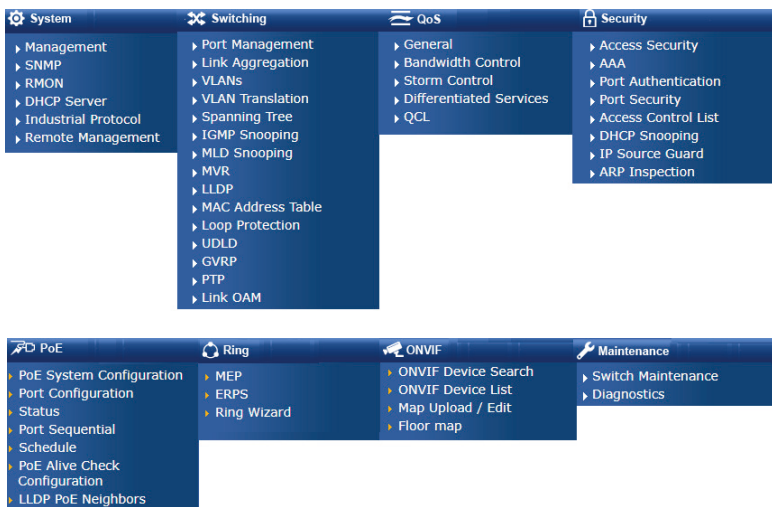 System
Management
SNMP
RMON
DHCP Server
Industrial Protocol
Remote Management
Switching
Port Management
Link Aggregation
VLANs
VLAN Translation
Spanning Tree
IGMP Snooping
MLD Snooping
MVR
LLDP
MAC Address Table
Loop Protection
UDLD
GVRP
PTP
Link OAM
QoS
General
Bandwidth Control
Storm Control
Differentiated Services
QCL
Security
Access Security
AAA
Port Authentication
Port Security
Access Control List
DHCP Snooping
IP Source Guard
ARP Inspection
PoE
PoE System Configuration
Port Configuration
Status
Port Sequential
Schedule
PoE Alive Check
Configuration
LLDP PoE Neighbors
Ring
MEP
ERPS
Ring Wizard
ONVIF
ONVIF Device Search
ONVIF Device List
Map Upload / Edit
Floor map
Maintenance
Switch Maintenance
Diagnostics